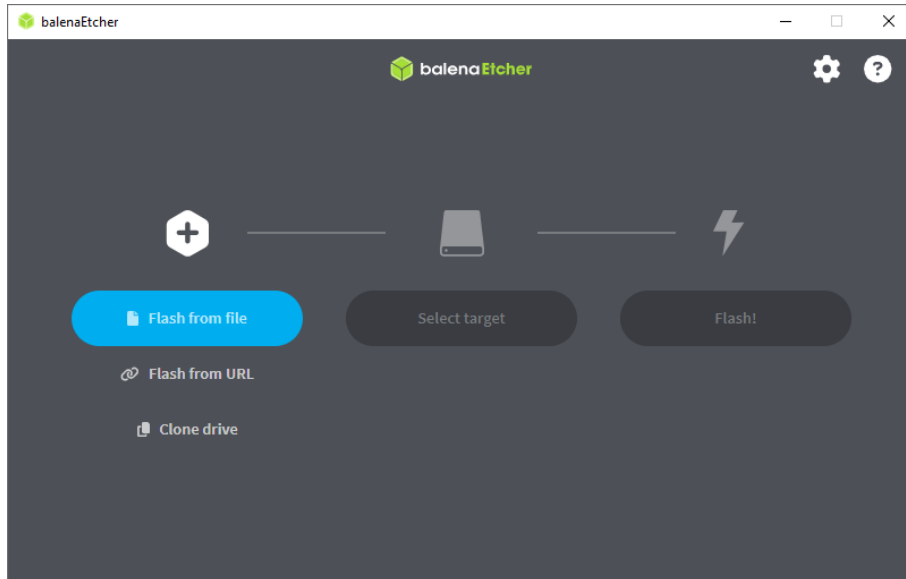 balenaEtcher
balenaEtcher
?
Flash from file
Select target
Flash!
Flash from URL
Clone drive